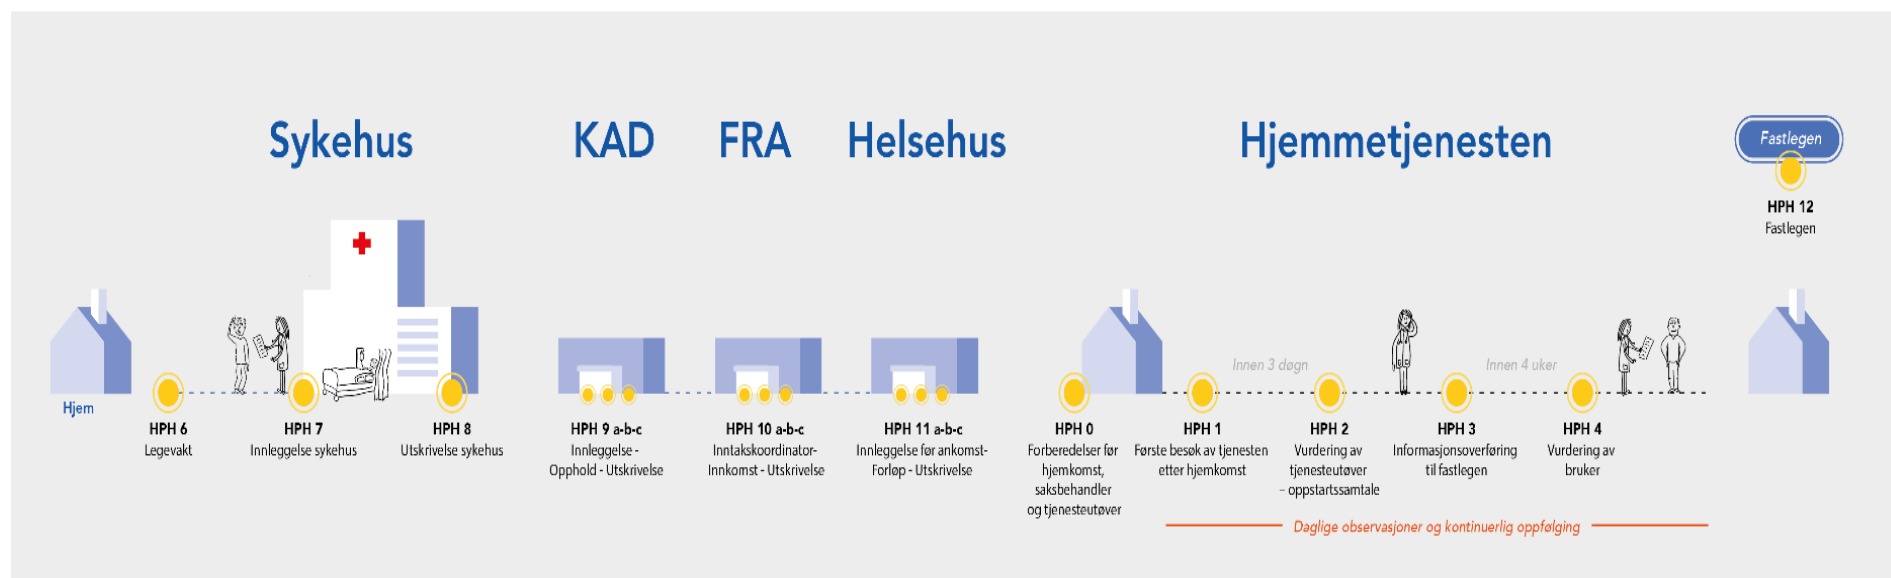 Sykehus
KAD
FRA
Helsehus
Hjemmetjenesten
Fastlegen
HPH 12
Fastlegen
Hjem
HPH 6
Legevakt
HPH 7
Innleggelse sykehus
HPH 8
Utskrivelse sykehus
HPH 9 a-b-c
Innleggelse -
Opphold - Utskrivelse
HPH 10 a-b-c
Inntakskoordinator-
Innkomst - Utskrivelse
HPH 11 a-b-c
Innleggelse før ankomst-
Forløp - Utskrivelse
HPH 0
Forberedelser før
hjemkomst,
saksbehandler
og tjenesteutøver
HPH 1
Første besøk av tjenesten
etter hjemkomst
Innen 3 døgn
HPH 2
Vurdering av
tjenesteutøver
– oppstartssamtale
HPH 3
Informasjonsoverføring
til fastlegen
Innen 4 uker
HPH 4
Vurdering av
bruker
Daglige observasjoner og kontinuerlig oppfølging